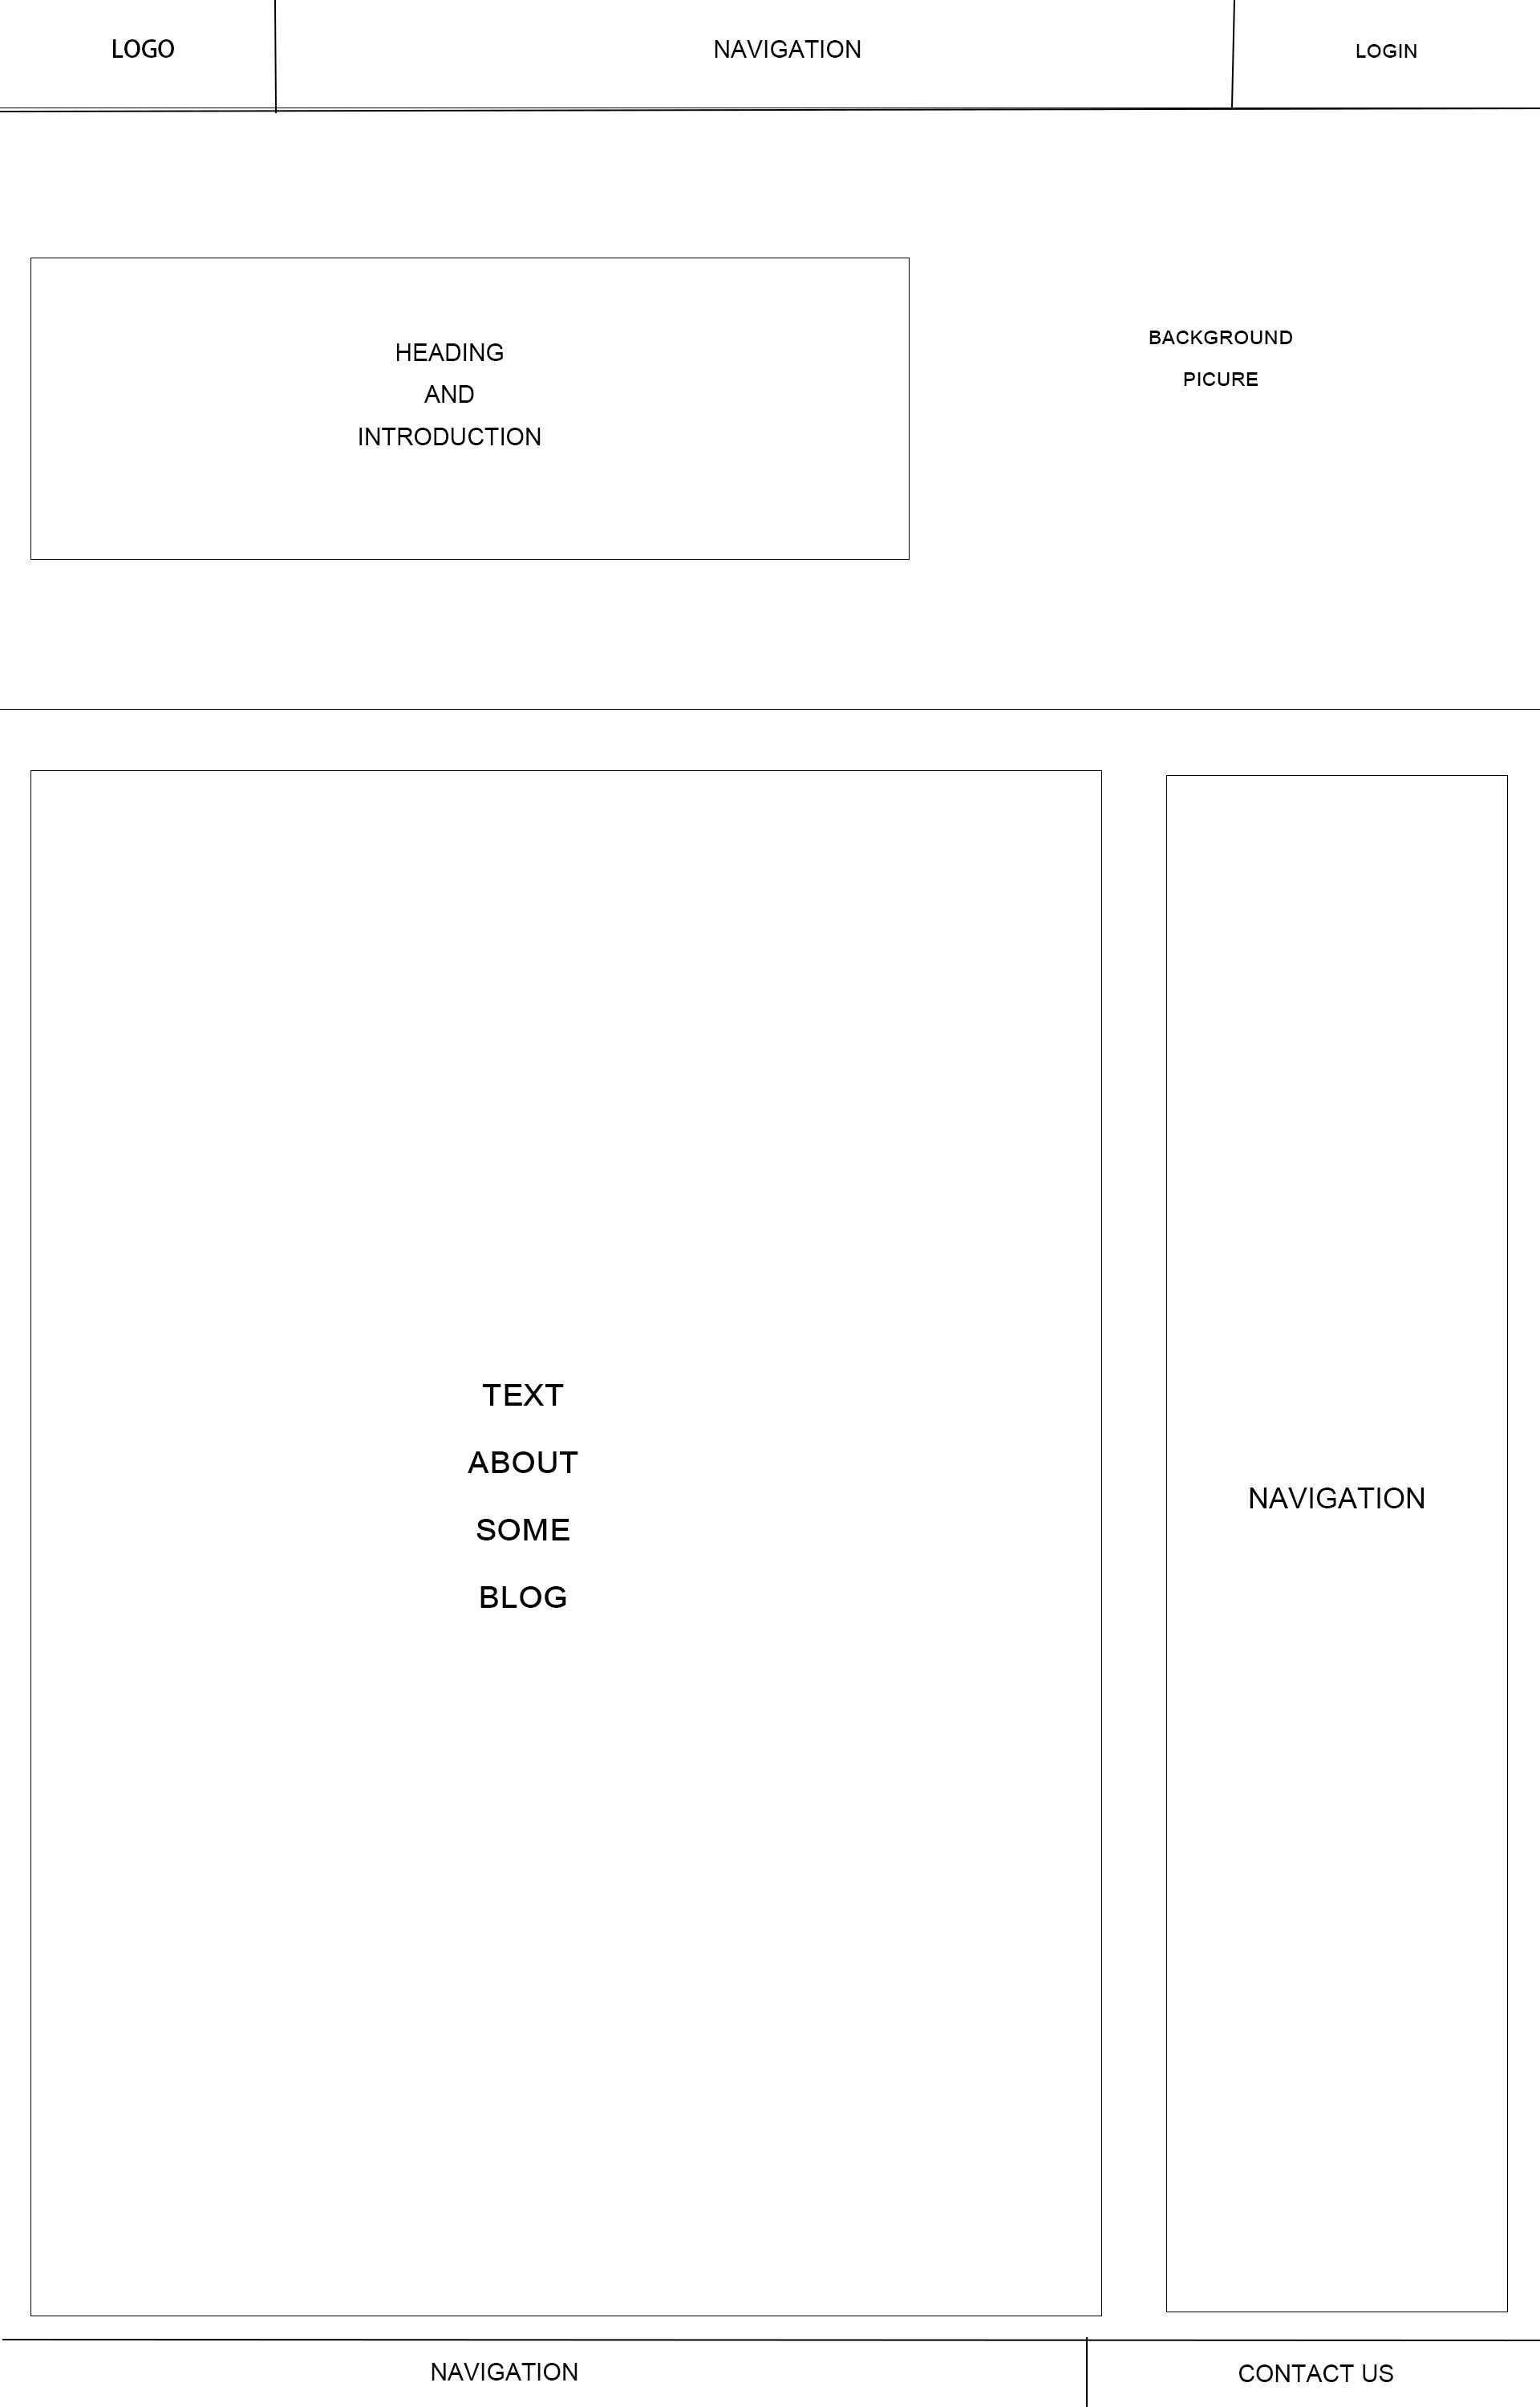 LOGO
NAVIGATION
LOGIN
HEADING
AND
INTRODUCTION
BACKGROUND
PICURE
TEXT
ABOUT
SOME
BLOG
NAVIGATION
NAVIGATION
CONTACT US